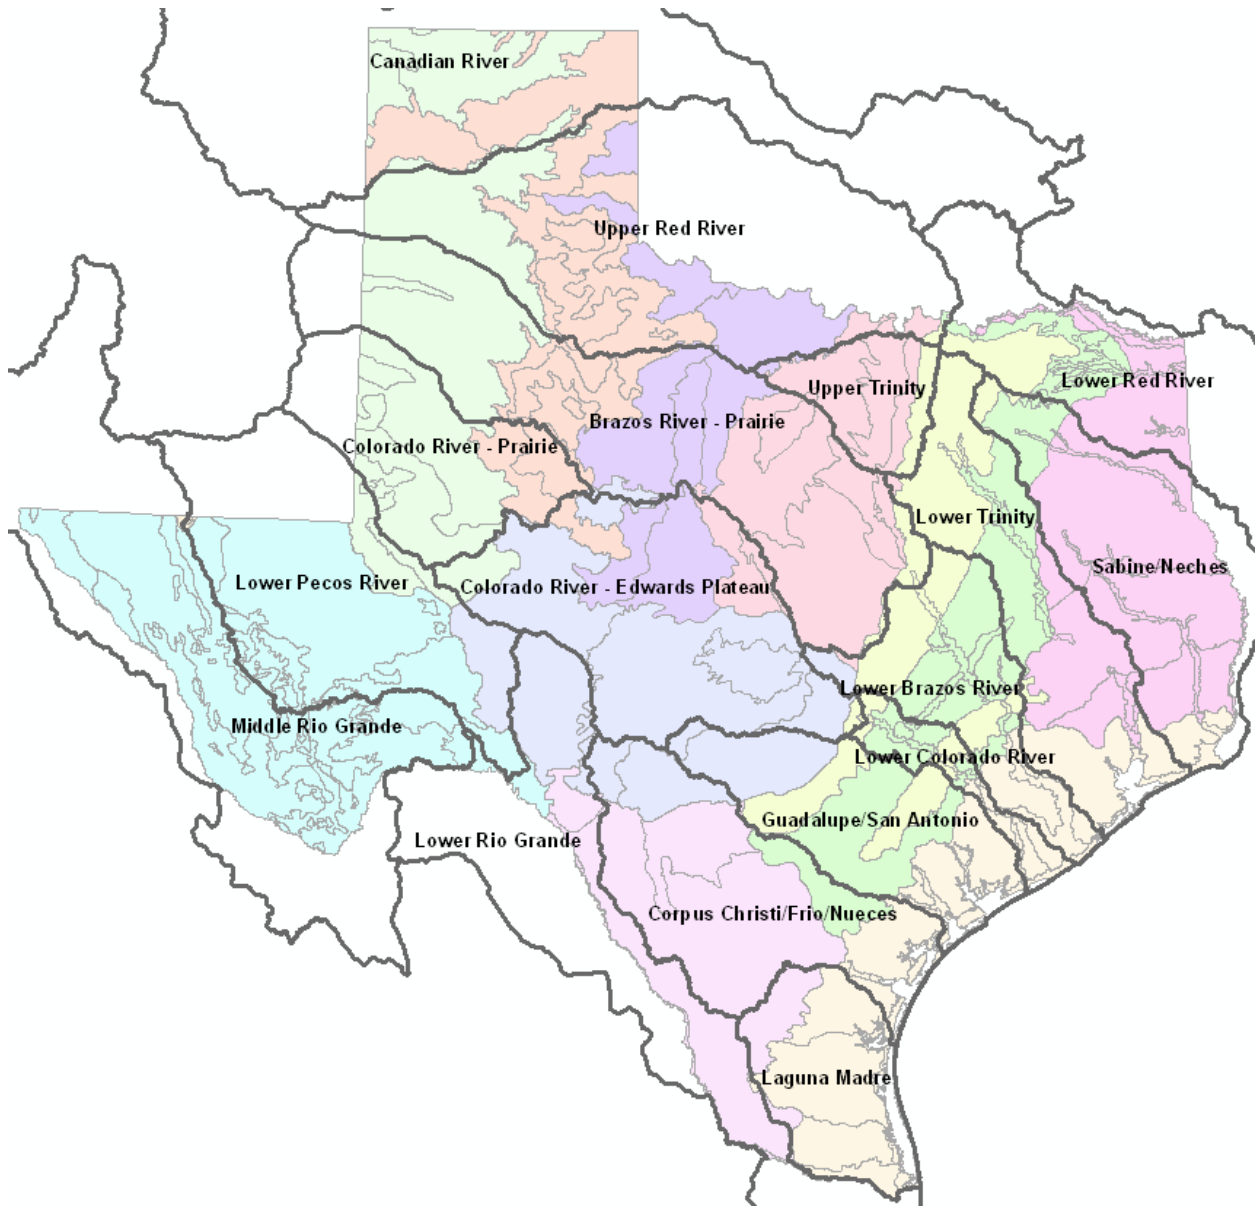 Canadian River
Upper Red River
Lower Red River
Upper Trinity
Brazos River - Prairie
Colorado River - Prairie
Lower Trinity
Sabine/Neches
Lower Pecos River
Colorado River - Edwards Plateau
Lower Brazos River
Middle Rio Grande
Lower Colorado River
Guadalupe/San Antonio
Lower Rio Grande
Corpus Christi/Frio/Nueces
Laguna Madre